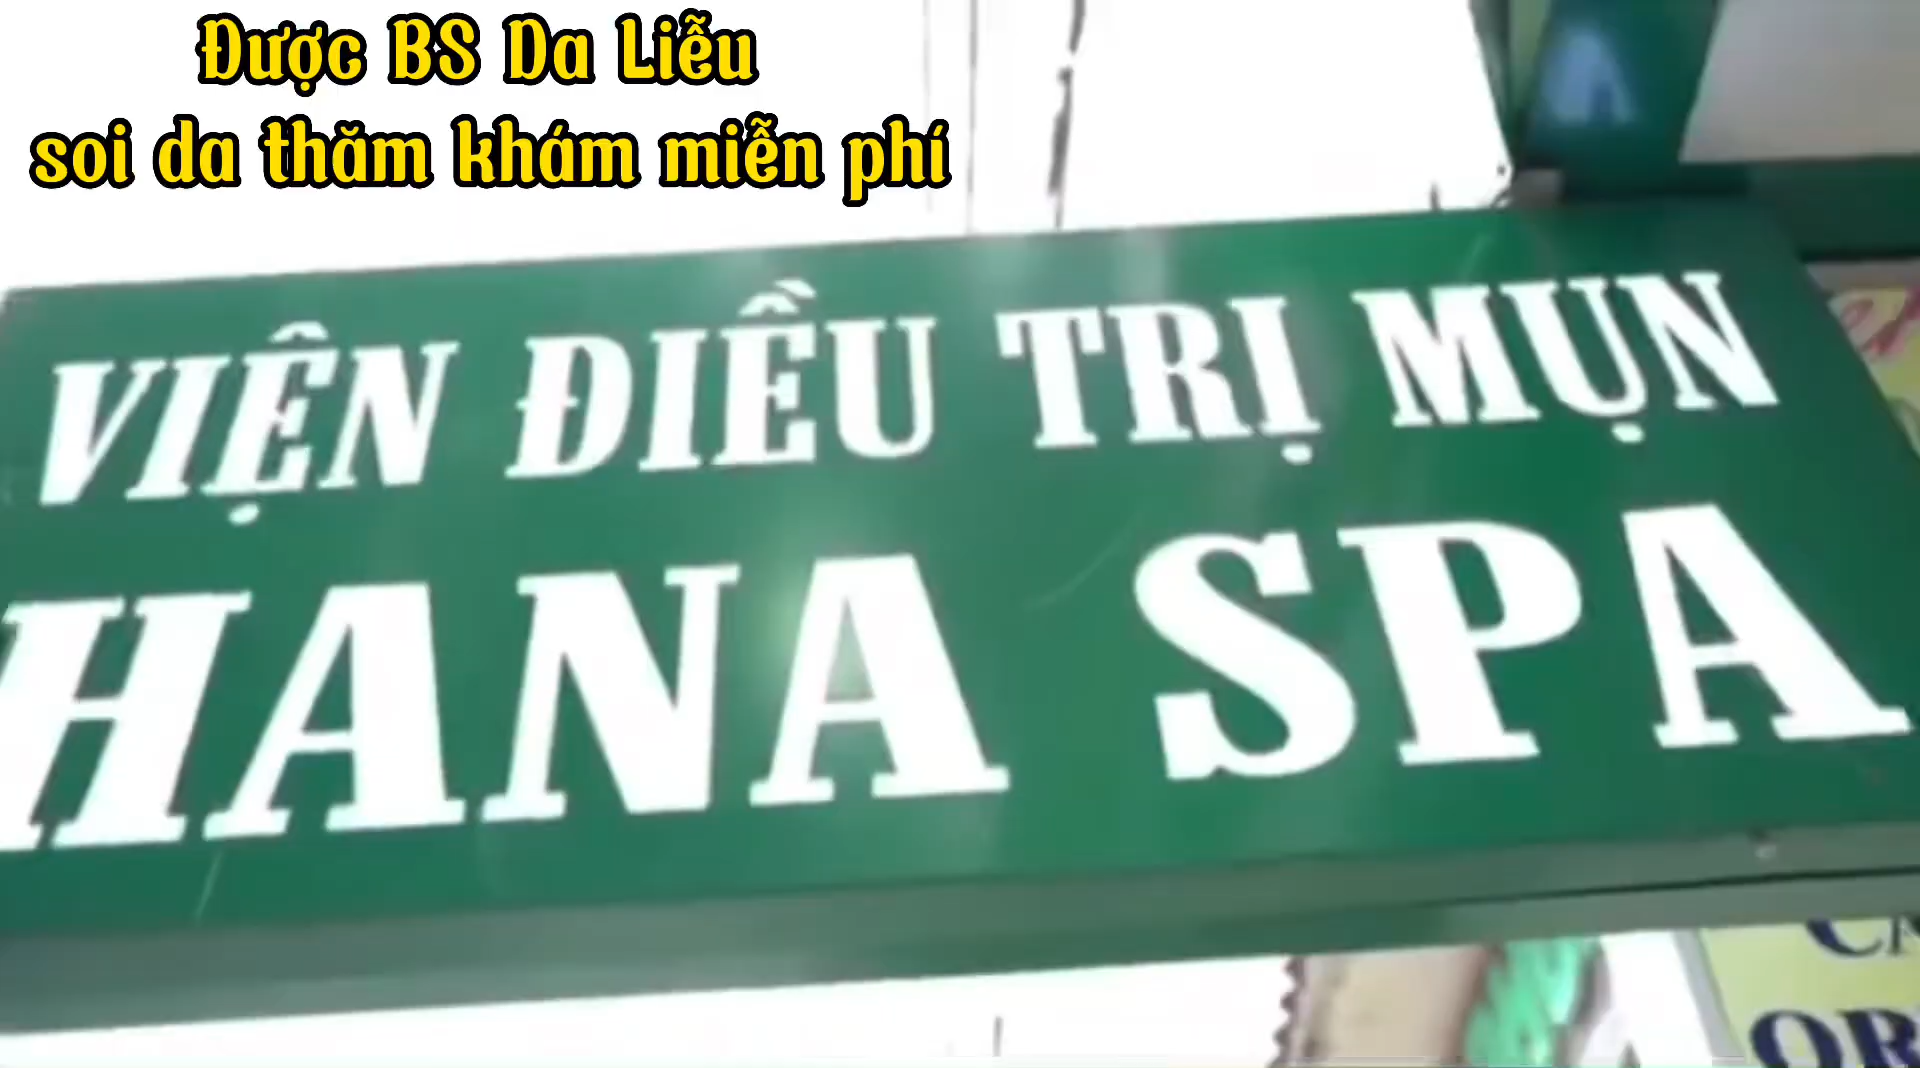 Được BS Da Liễu
soi da thăm khám miễn phí
VIỆN ĐIỀU TRỊ MỤN
HANA SPA